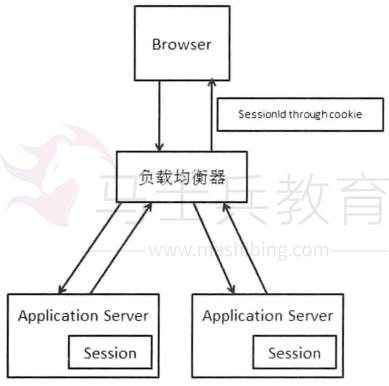 Browser
SessionId through cookie
负载均衡器
马士兵教育
www.mashibing.com
Application Server
Session
Application Server
Session